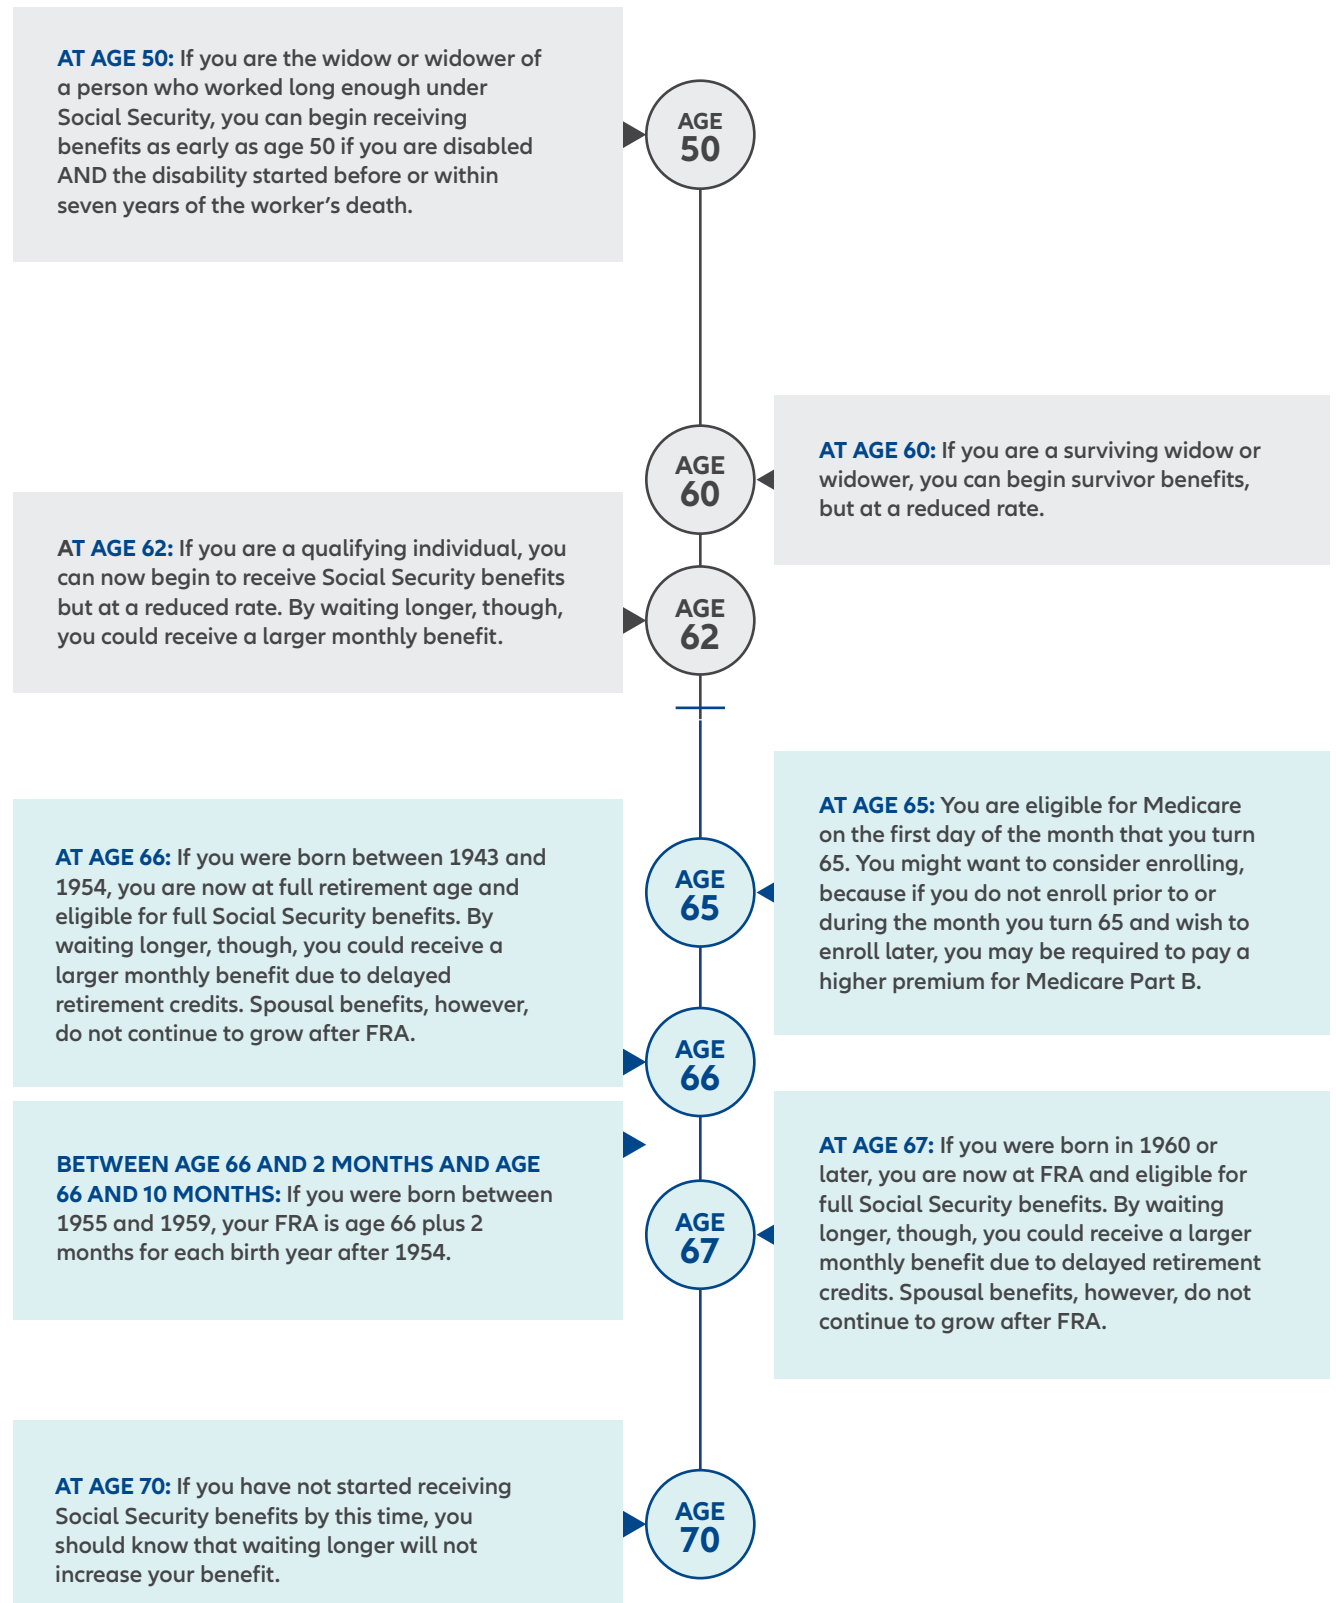 AT AGE 50: If you are the widow or widower of
a person who worked long enough under
Social Security, you can begin receiving
benefits as early as age 50 if you are disabled
AND the disability started before or within
seven years of the worker’s death.
AGE
50
AGE
60
AT AGE 60: If you are a surviving widow or
widower, you can begin survivor benefits,
but at a reduced rate.
AT AGE 62: If you are a qualifying individual, you
can now begin to receive Social Security benefits
but at a reduced rate. By waiting longer, though,
you could receive a larger monthly benefit.
AGE
62
AT AGE 65: You are eligible for Medicare
on the first day of the month that you turn
65. You might want to consider enrolling,
because if you do not enroll prior to or
during the month you turn 65 and wish to
enroll later, you may be required to pay a
higher premium for Medicare Part B.
AGE
65
AT AGE 66: If you were born between 1943 and
1954, you are now at full retirement age and
eligible for full Social Security benefits. By
waiting longer, though, you could receive a
larger monthly benefit due to delayed
retirement credits. Spousal benefits, however,
do not continue to grow after FRA.
AGE
66
BETWEEN AGE 66 AND 2 MONTHS AND AGE
66 AND 10 MONTHS: If you were born between
1955 and 1959, your FRA is age 66 plus 2
months for each birth year after 1954.
AGE
67
AT AGE 67: If you were born in 1960 or
later, you are now at FRA and eligible for
full Social Security benefits. By waiting
longer, though, you could receive a larger
monthly benefit due to delayed retirement
credits. Spousal benefits, however, do not
continue to grow after FRA.
AT AGE 70: If you have not started receiving
Social Security benefits by this time, you
should know that waiting longer will not
increase your benefit.
AGE
70